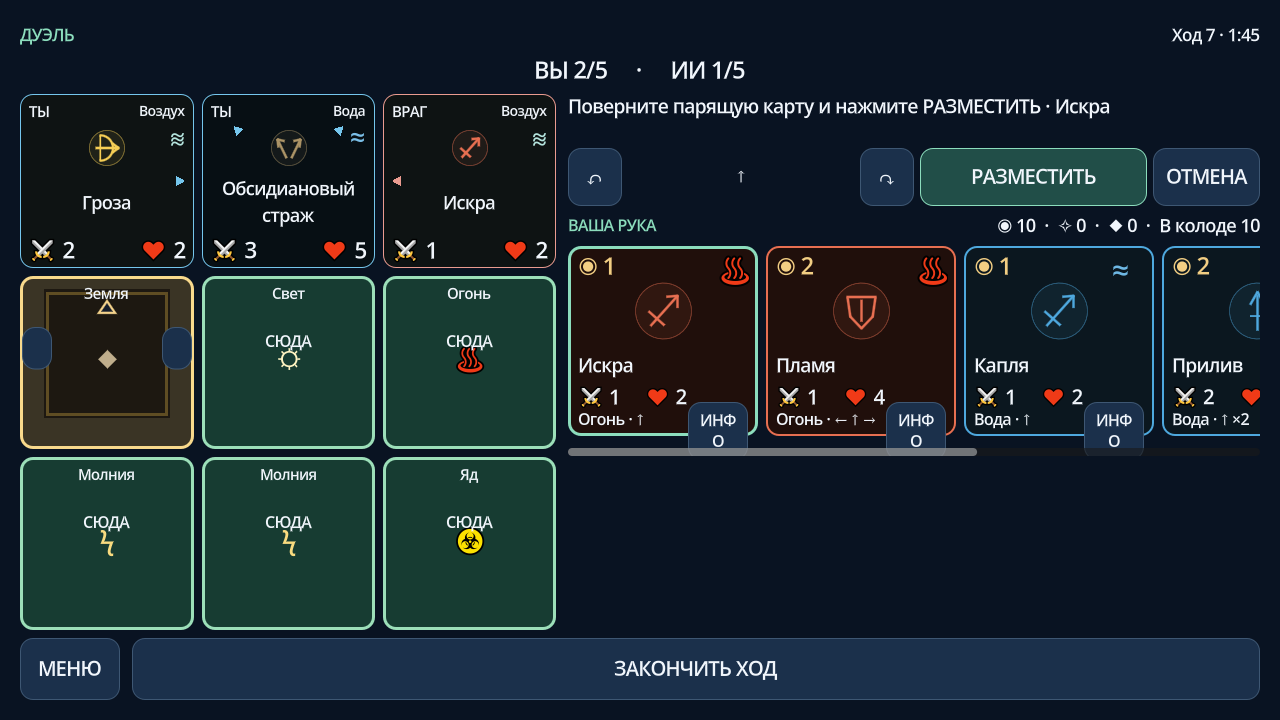 ДУЭЛЬ
Ход 7 · 1:45
ВЫ 2/5 · ИИ 1/5
ТЫ Воздух
Гроза
2 2
ТЫ Вода
Обсидиановый
страж
3 5
ВРАГ Воздух
Искра
1 2
Поверните парящую карту и нажмите РАЗМЕСТИТЬ · Искра
↑
РАЗМЕСТИТЬ
ОТМЕНА
ВАША РУКА
10 · 0 · 0 · В колоде 10
1
Искра
1 2
Огонь · ↑
ИНФ
О
2
Пламя
1 4
Огонь · ← ↑ →
ИНФ
О
1
Капля
1 2
Вода · ↑
ИНФ
О
2
Прилив
2
Вода · ↑ ×2
Земля
Свет
СЮДА
Огонь
СЮДА
Молния
СЮДА
Молния
СЮДА
Яд
СЮДА
МЕНЮ
ЗАКОНЧИТЬ ХОД